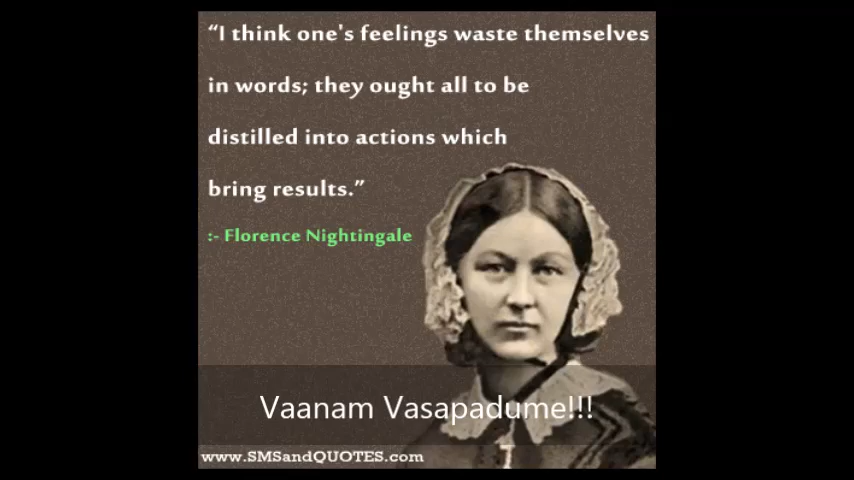 “I think one's feelings waste themselves
in words; they ought all to be
distilled into actions which
bring results.”
:- Florence Nightingale
Vaanam Vasapadume!!!
www.SMSandQUOTES.com